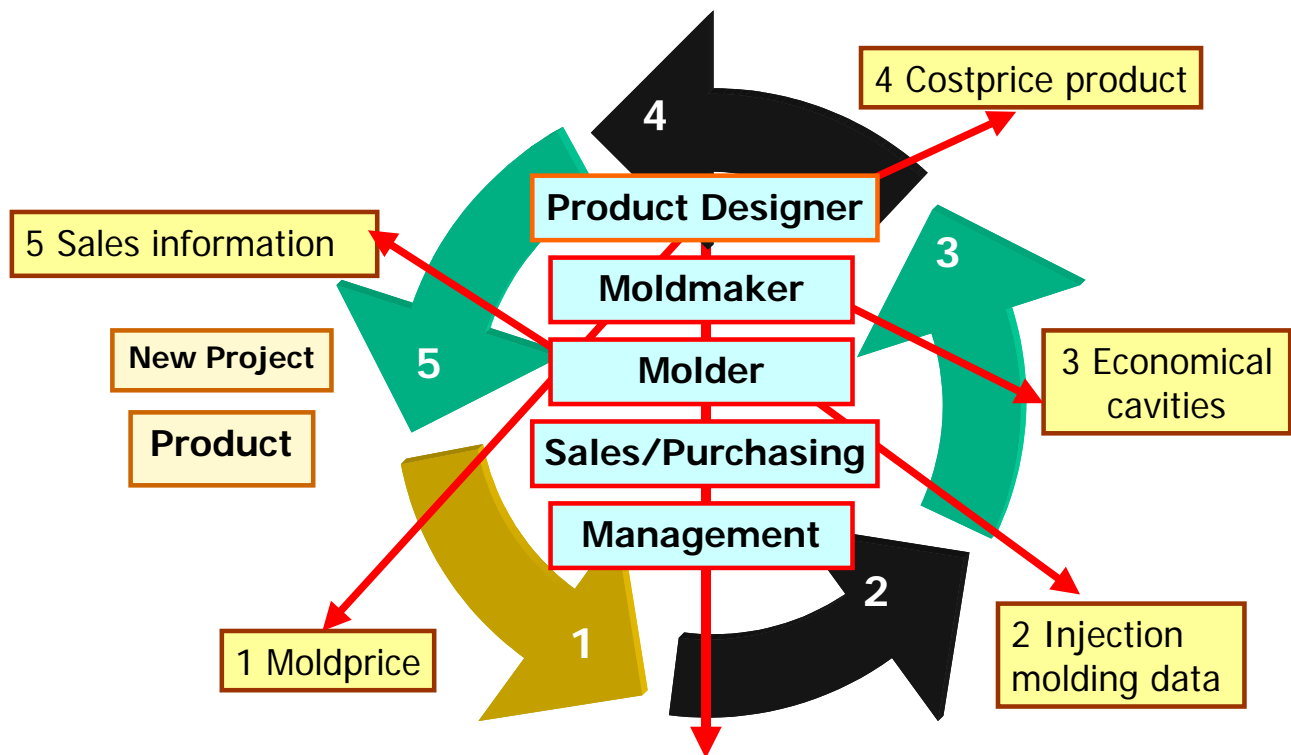 4 Costprice product
4
Product Designer
5 Sales information
3
Moldmaker
New Project
5
Molder
3 Economical
cavities
Product
Sales/Purchasing
Management
2
1
1 Moldprice
2 Injection
molding data